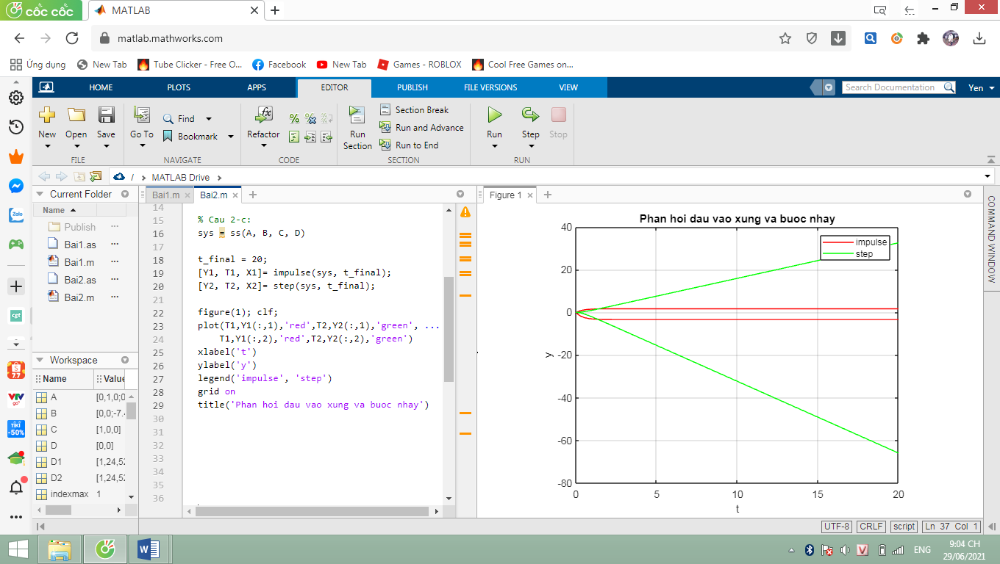 cốc cốc
MATLAB
matlab.mathworks.com
Ứng dụng
New Tab
Tube Clicker - Free O...
Facebook
New Tab
Games - ROBLOX
Cool Free Games on...
HOME
PLOTS
APPS
EDITOR
PUBLISH
FILE VERSIONS
VIEW
Search Documentation
Yen
New
Open
Save
Go To
Find
Bookmark
Refactor
Run
Section
Section Break
Run and Advance
Run to End
Run
Step
Stop
FILE
NAVIGATE
CODE
SECTION
RUN
/ › MATLAB Drive ›
Current Folder
Name
Publish
Bai1.as
Bai1.m
Bai2.as
Bai2.m
Workspace
Name
Value
A [0,1,0;0
B [0,0;-7.4
C [1,0,0]
D [0,0]
D1 [1,24,52
D2 [1,24,52
indexmax 1
Bai1.m
Bai2.m
14
15 % Cau 2-c:
16 sys = ss(A, B, C, D)
17
18 t_final = 20;
19 [Y1, T1, X1]= impulse(sys, t_final);
20 [Y2, T2, X2]= step(sys, t_final);
21
22 figure(1); clf;
23 plot(T1,Y1(:,1),'red',T2,Y2(:,1),'green', ...
24 T1,Y1(:,2),'red',T2,Y2(:,2),'green')
25 xlabel('t')
26 ylabel('y')
27 legend('impulse', 'step')
28 grid on
29 title('Phan hoi dau vao xung va buoc nhay')
30
31
32
33
34
35
36
Figure 1
Phan hoi dau vao xung va buoc nhay
impulse
step
40
20
0
-20
-40
-60
-80
y
0
5
10
15
20
t
COMMAND WINDOW
Zalo
cgt
7.7
VTV
go
TIKI
-50%
UTF-8
CRLF
script
Ln 37 Col 1
W
V
ENG
9:04 CH
29/06/2021